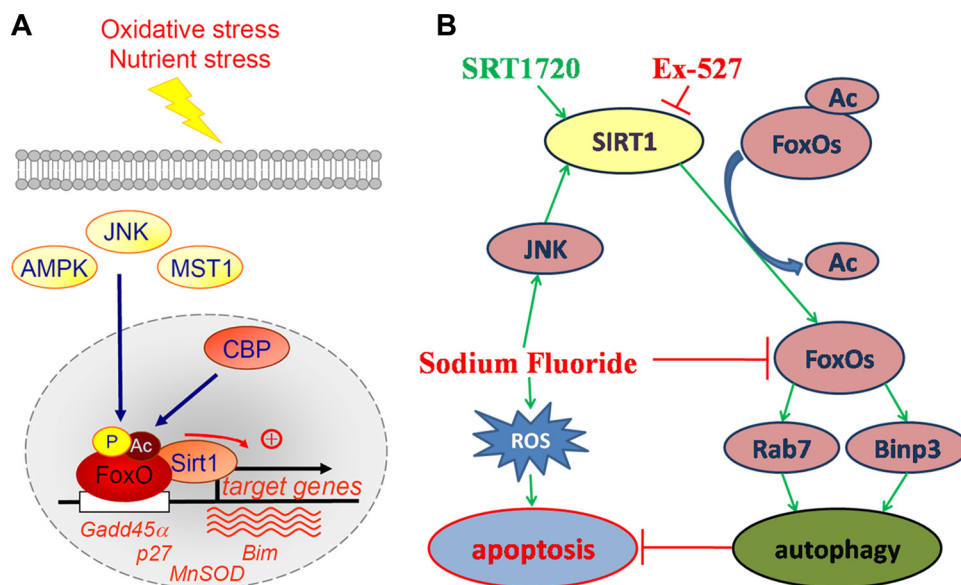 A
Oxidative stress
Nutrient stress
JNK
AMPK
MST1
CBP
P
Ac
FoxO
Sirt1
+
target genes
Gadd45α
p27
Bim
MnSOD
B
SRT1720
Ex-527
SIRT1
Ac
FoxOs
JNK
Ac
Sodium Fluoride
FoxOs
ROS
Rab7
Binp3
apoptosis
autophagy